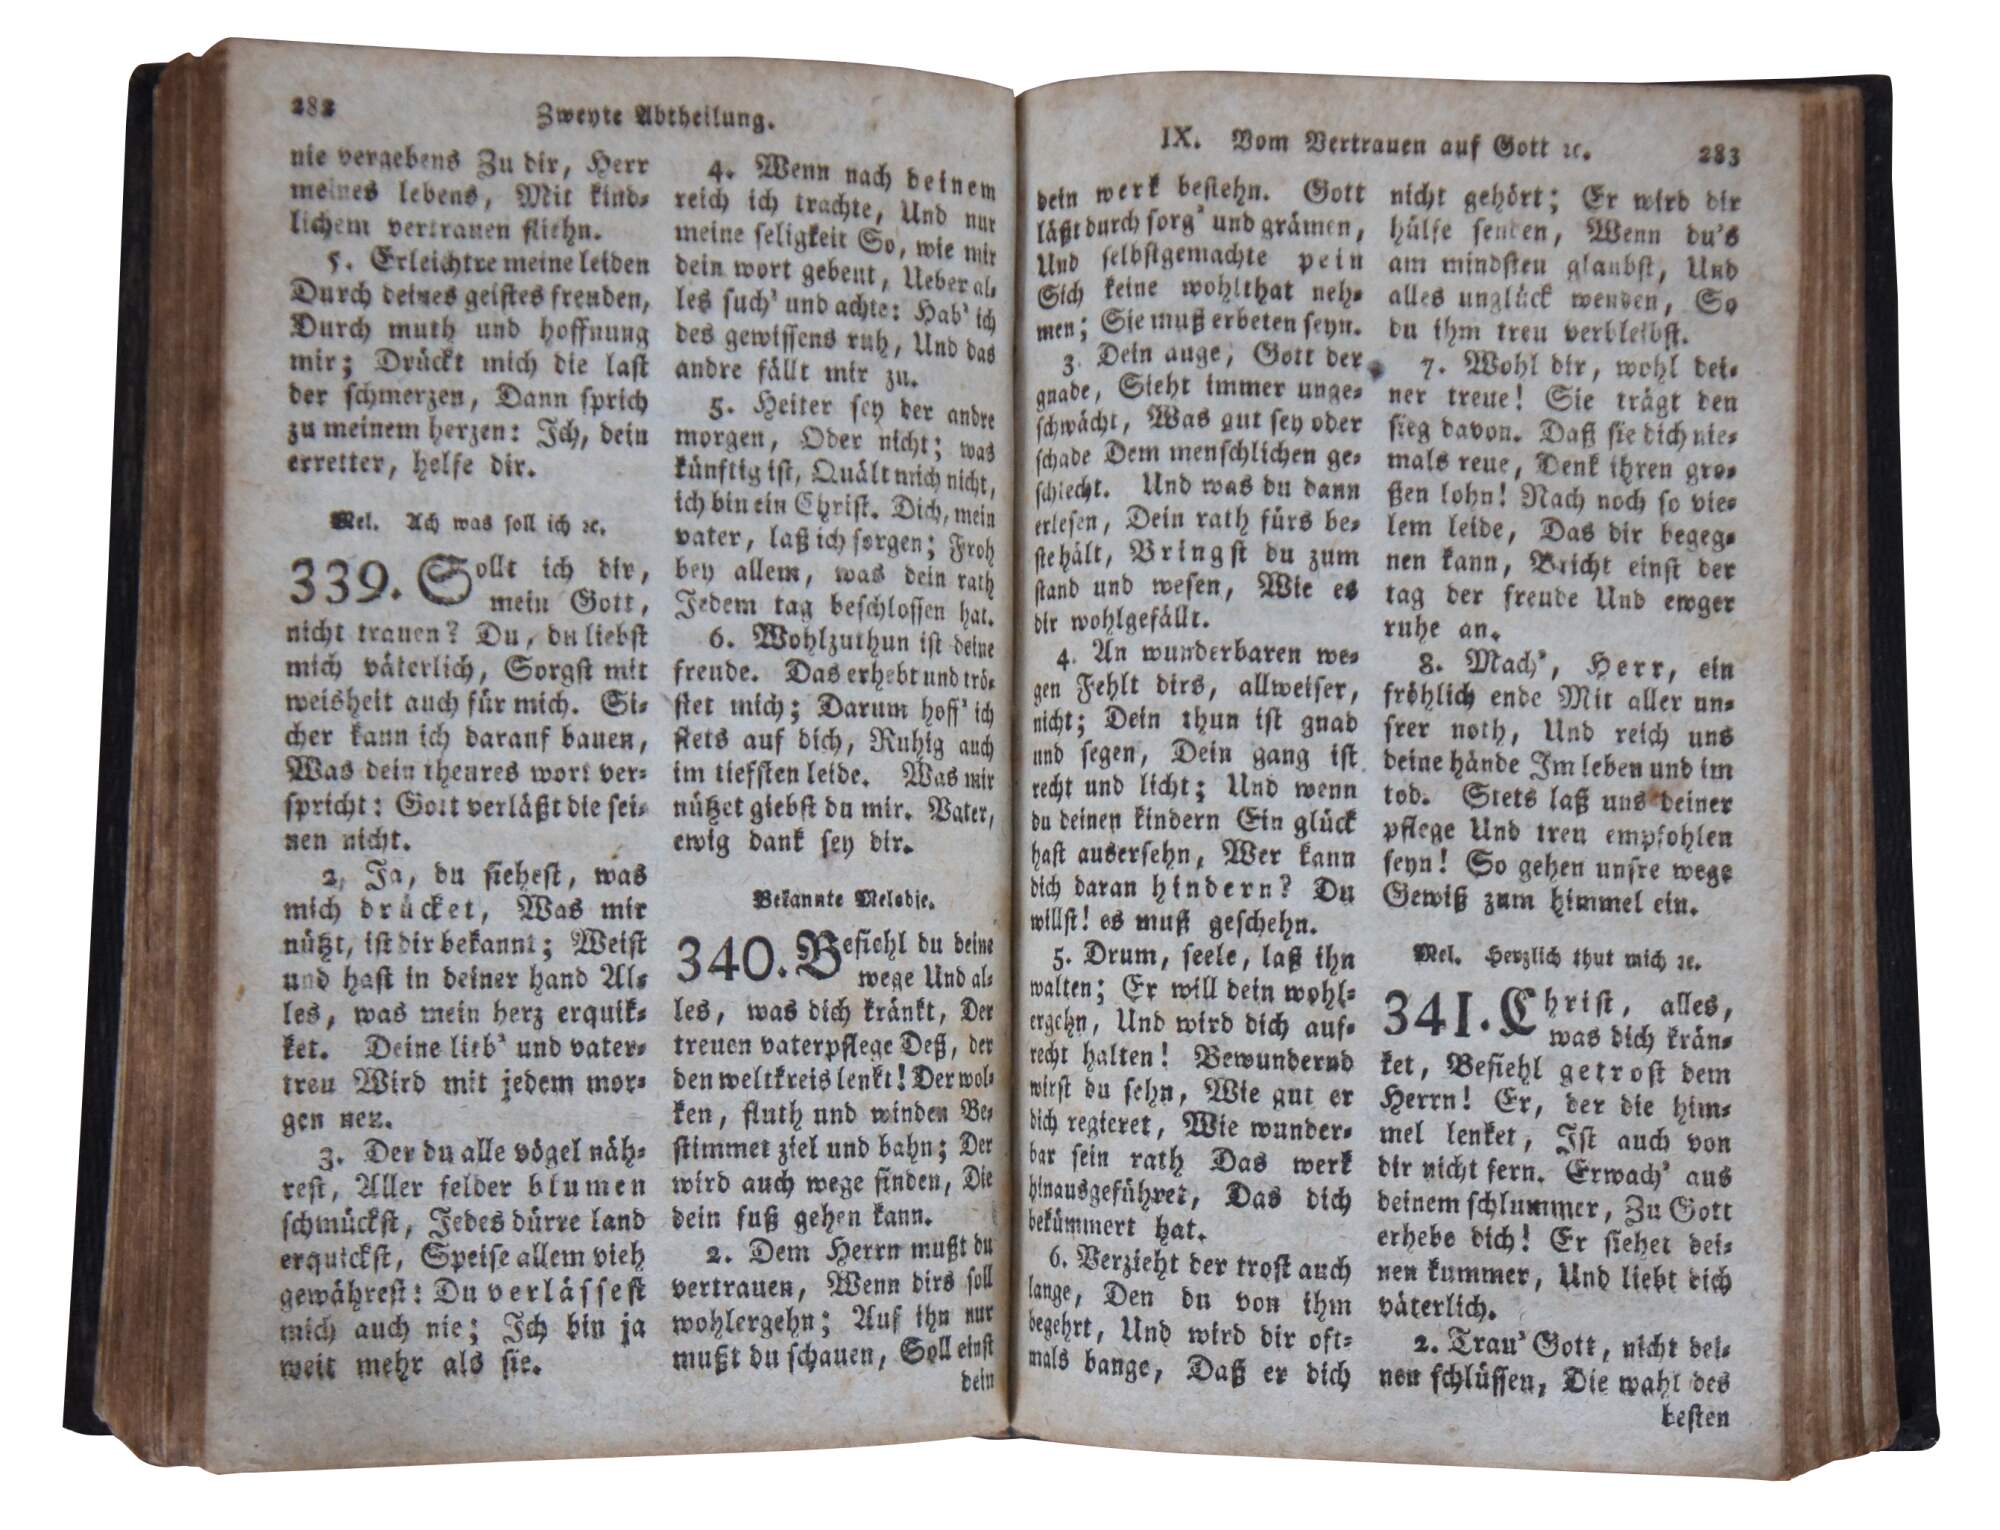 282
Zweyte Abtheilung.
nie vergebens Zu dir, Herr
meines lebens, Mit kind-
lichem vertrauen fliehn.
5. Erleichtre meine leiden
Durch deines geistes freuden,
Durch muth und hoffnung
mir; Drückt mich die last
der schmerzen, Dann sprich
zu meinem herzen: Ich, dein
erretter, helfe dir.
Mel. Ach was soll ich ꝛc.
339. Sollt ich dir,
mein Gott,
nicht trauen? Du, du liebst
mich väterlich, Sorgst mit
weisheit auch für mich. Si-
cher kann ich darauf bauen,
Was dein theures wort ver-
spricht: Gott verläßt die sei-
nen nicht.
2. Ja, du siehest, was
mich drücket, Was mir
nützt, ist dir bekannt; Weist
und hast in deiner hand Al-
les, was mein herz erquik-
ket. Deine lieb' und vater-
treu Wird mit jedem mor-
gen neu.
3. Der du alle vögel näh-
rest, Aller felder blumen
schmückst, Jedes dürre land
erquickst, Speise allem vieh
gewährest: Du verlässest
mich auch nie; Ich bin ja
weit mehr als sie.
4. Wenn nach deinem
reich ich trachte, Und nur
meine seligkeit So, wie mir
dein wort gebeut, Ueber al-
les such' und achte: Hab' ich
des gewissens ruh, Und das
andre fällt mir zu.
5. Heiter sey der andre
morgen, Oder nicht; was
künftig ist, Quält mich nicht,
ich bin ein Christ. Dich, mein
vater, laß ich sorgen; Froh
bey allem, was dein rath
Jedem tag beschlossen hat.
6. Wohlzuthun ist deine
freude. Das erhebt und trö-
stet mich; Darum hoff' ich
stets auf dich, Ruhig auch
im tiefsten leide. Was mir
nützet giebst du mir. Vater,
ewig dank sey dir.
Bekannte Melodie.
340. Befiehl du deine
wege Und al-
les, was dich kränkt, Der
treuen vaterpflege Deß, der
den weltkreis lenkt! Der wol-
ken, fluth und winden Be-
stimmet ziel und bahn; Der
wird auch wege finden, Die
dein fuß gehen kann.
2. Dem Herrn mußt du
vertrauen, Wenn dirs soll
wohlergehn; Auf ihn nur
mußt du schauen, Soll einst
dein
IX. Vom Vertrauen auf Gott ꝛc.
283
dein werk bestehn. Gott
läßt durch sorg' und grämen,
Und selbstgemachte pein
Sich keine wohlthat neh-
men; Sie muß erbeten seyn.
3. Dein auge, Gott der
gnade, Sieht immer unge-
schwächt, Was gut sey oder
schade Dem menschlichen ge-
schlecht. Und was du dann
erlesen, Dein rath fürs be-
ste hält, Bringst du zum
stand und wesen, Wie es
dir wohlgefällt.
4. An wunderbaren we-
gen Fehlt dirs, allweiser,
nicht; Dein thun ist gnad
und segen, Dein gang ist
recht und licht; Und wenn
du deinen kindern Ein glück
hast ausersehn, Wer kann
dich daran hindern? Du
willst! es muß geschehn.
5. Drum, seele, laß ihn
walten; Er will dein wohl-
ergehn, Und wird dich auf-
recht halten! Bewundernd
wirst du sehn, Wie gut er
dich regieret, Wie wunder-
bar sein rath Das werk
hinausgeführet, Das dich
bekümmert hat.
6. Verzieht der trost auch
lange, Den du von ihm
begehrt, Und wird dir oft-
mals bange, Daß er dich
nicht gehört; Er wird dir
hülfe senden, Wenn du's
am mindsten glaubst, Und
alles unglück wenden, So
du ihm treu verbleibst.
7. Wohl dir, wohl dei-
ner treue! Sie trägt den
sieg davon. Daß sie dich nie-
mals reue, Denk ihren gro-
ßen lohn! Nach noch so vie-
lem leide, Das dir begeg-
nen kann, Bricht einst der
tag der freude Und ewger
ruhe an.
8. Mach', Herr, ein
fröhlich ende Mit aller un-
srer noth, Und reich uns
deine hände Im leben und im
tod. Stets laß uns deiner
pflege Und treu empfohlen
seyn! So gehen unsre wege
Gewiß zum himmel ein.
Mel. Herzlich thut mich ꝛc.
341. Christ, alles,
was dich krän-
ket, Befiehl getrost dem
Herrn! Er, der die him-
mel lenket, Ist auch von
dir nicht fern. Erwach' aus
deinem schlummer, Zu Gott
erhebe dich! Er siehet dei-
nen kummer, Und liebt dich
väterlich.
2. Trau' Gott, nicht dei-
nen schlüssen, Die wahl des
besten